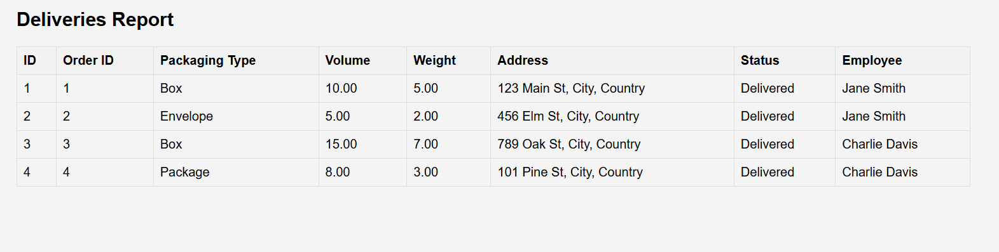 Deliveries Report
ID Order ID Packaging Type Volume Weight Address Status Employee
1 1 Box 10.00 5.00 123 Main St, City, Country Delivered Jane Smith
2 2 Envelope 5.00 2.00 456 Elm St, City, Country Delivered Jane Smith
3 3 Box 15.00 7.00 789 Oak St, City, Country Delivered Charlie Davis
4 4 Package 8.00 3.00 101 Pine St, City, Country Delivered Charlie Davis